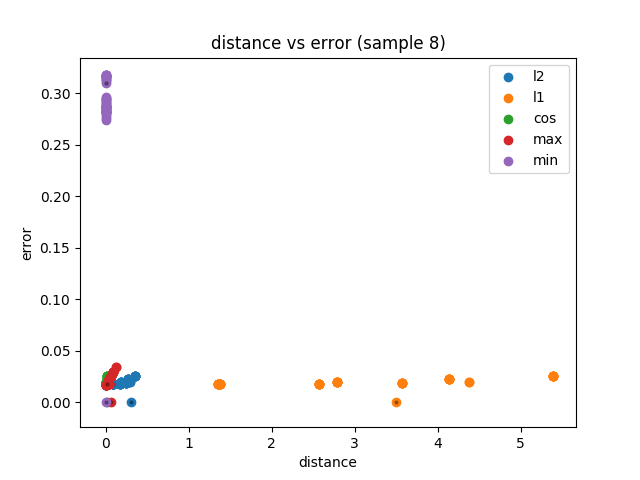 distance vs error (sample 8)
l2
l1
cos
max
min
0.30
0.25
0.20
0.15
0.10
0.05
0.00
error
0 1 2 3 4 5
distance